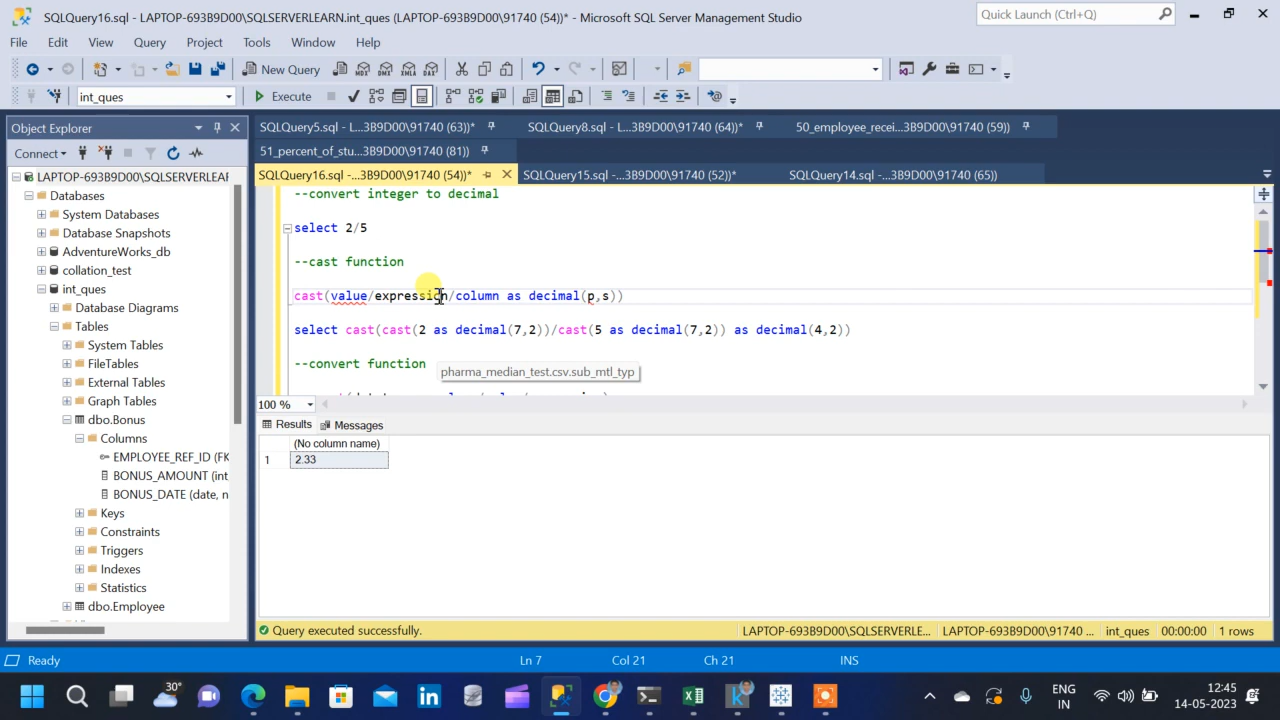 SQLQuery16.sql - LAPTOP-693B9D00\SQLSERVERLEARN.int_ques (LAPTOP-693B9D00\91740 (54))* - Microsoft SQL Server Management Studio
Quick Launch (Ctrl+Q)
File Edit View Query Project Tools Window Help
New Query MDX DMX XMLA DAX
int_ques Execute
Object Explorer
SQLQuery5.sql - L...3B9D00\91740 (63))* SQLQuery8.sql - L...3B9D00\91740 (64))* 50_employee_recei...3B9D00\91740 (59))
Connect 51_percent_of_stu...3B9D00\91740 (81))
SQLQuery16.sql -...3B9D00\91740 (54))* SQLQuery15.sql -...3B9D00\91740 (52))* SQLQuery14.sql -...3B9D00\91740 (65))
LAPTOP-693B9D00\SQLSERVERLEAF
Databases
System Databases
Database Snapshots
AdventureWorks_db
collation_test
int_ques
Database Diagrams
Tables
System Tables
FileTables
External Tables
Graph Tables
dbo.Bonus
Columns
EMPLOYEE_REF_ID (FK
BONUS_AMOUNT (int
BONUS_DATE (date, n
Keys
Constraints
Triggers
Indexes
Statistics
dbo.Employee
--convert integer to decimal
select 2/5
--cast function
cast(value/expression/column as decimal(p,s))
select cast(cast(2 as decimal(7,2))/cast(5 as decimal(7,2)) as decimal(4,2))
--convert function
pharma_median_test.csv.sub_mtl_typ
100 %
Results Messages
(No column name)
1 2.33
Query executed successfully. LAPTOP-693B9D00\SQLSERVERLE... LAPTOP-693B9D00\91740 ... int_ques 00:00:00 1 rows
Ready Ln 7 Col 21 Ch 21 INS
30° ENG IN 12:45 14-05-2023